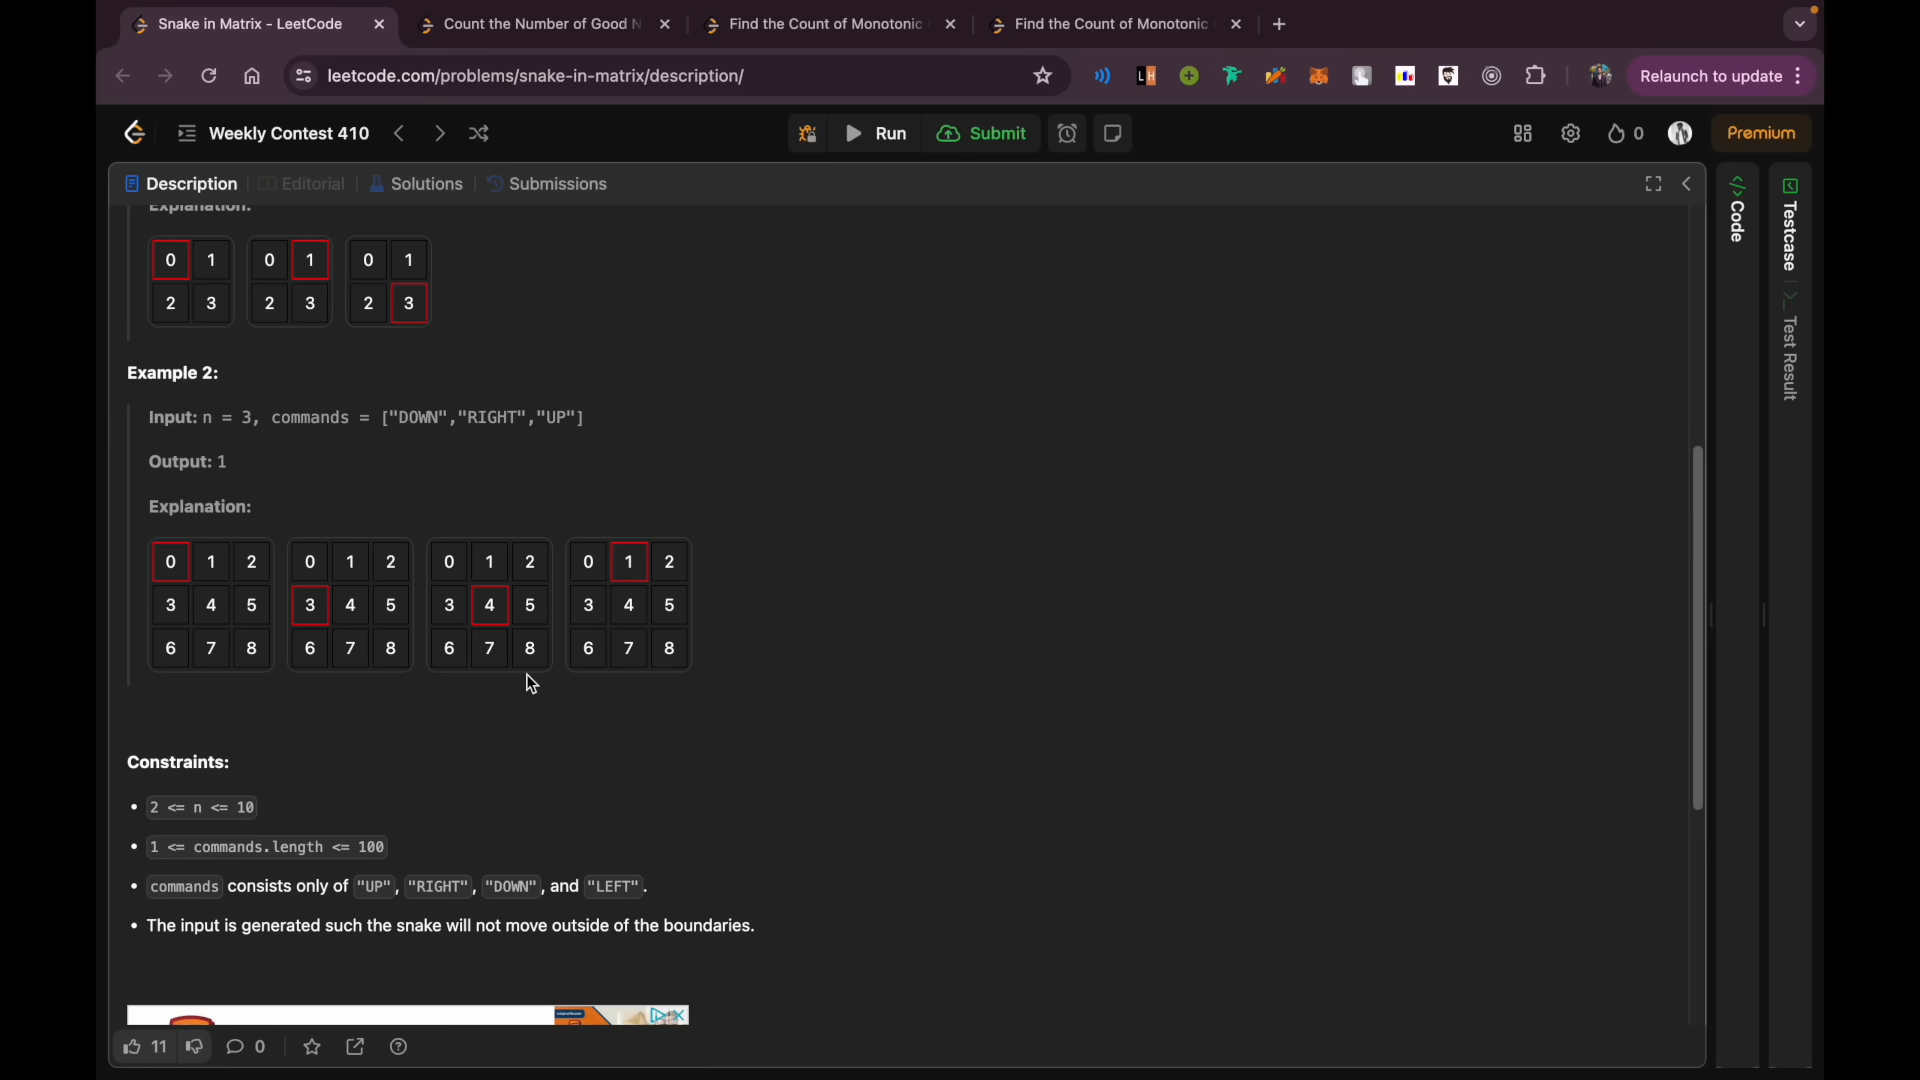 Snake in Matrix - LeetCode
Count the Number of Good N
Find the Count of Monotonic
Find the Count of Monotonic
leetcode.com/problems/snake-in-matrix/description/
LH
Relaunch to update
Weekly Contest 410
Run
Submit
0
Premium
Description
Editorial
Solutions
Submissions
Code
Testcase
Test Result
Explanation:
0 1 0 1 0 1
2 3 2 3 2 3
Example 2:
Input: n = 3, commands = ["DOWN","RIGHT","UP"]
Output: 1
Explanation:
0 1 2 0 1 2 0 1 2 0 1 2
3 4 5 3 4 5 3 4 5 3 4 5
6 7 8 6 7 8 6 7 8 6 7 8
Constraints:
• 2 <= n <= 10
• 1 <= commands.length <= 100
• commands consists only of "UP", "RIGHT", "DOWN", and "LEFT".
• The input is generated such the snake will not move outside of the boundaries.
11
0